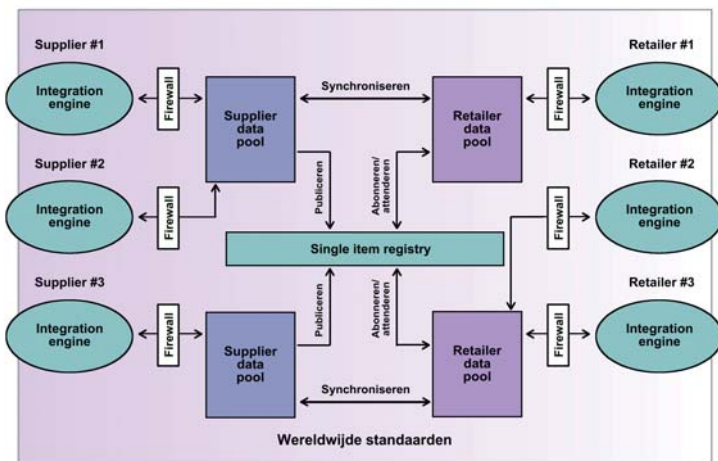 Supplier #1
Integration
engine
Firewall
Supplier
data
pool
Synchroniseren
Retailer
data
pool
Firewall
Retailer #1
Integration
engine
Supplier #2
Integration
engine
Firewall
Publiceren
Abonneren/
attenderen
Retailer #2
Firewall
Integration
engine
Single item registry
Supplier #3
Integration
engine
Firewall
Supplier
data
pool
Publiceren
Abonneren/
attenderen
Retailer
data
pool
Firewall
Retailer #3
Integration
engine
Synchroniseren
Wereldwijde standaarden